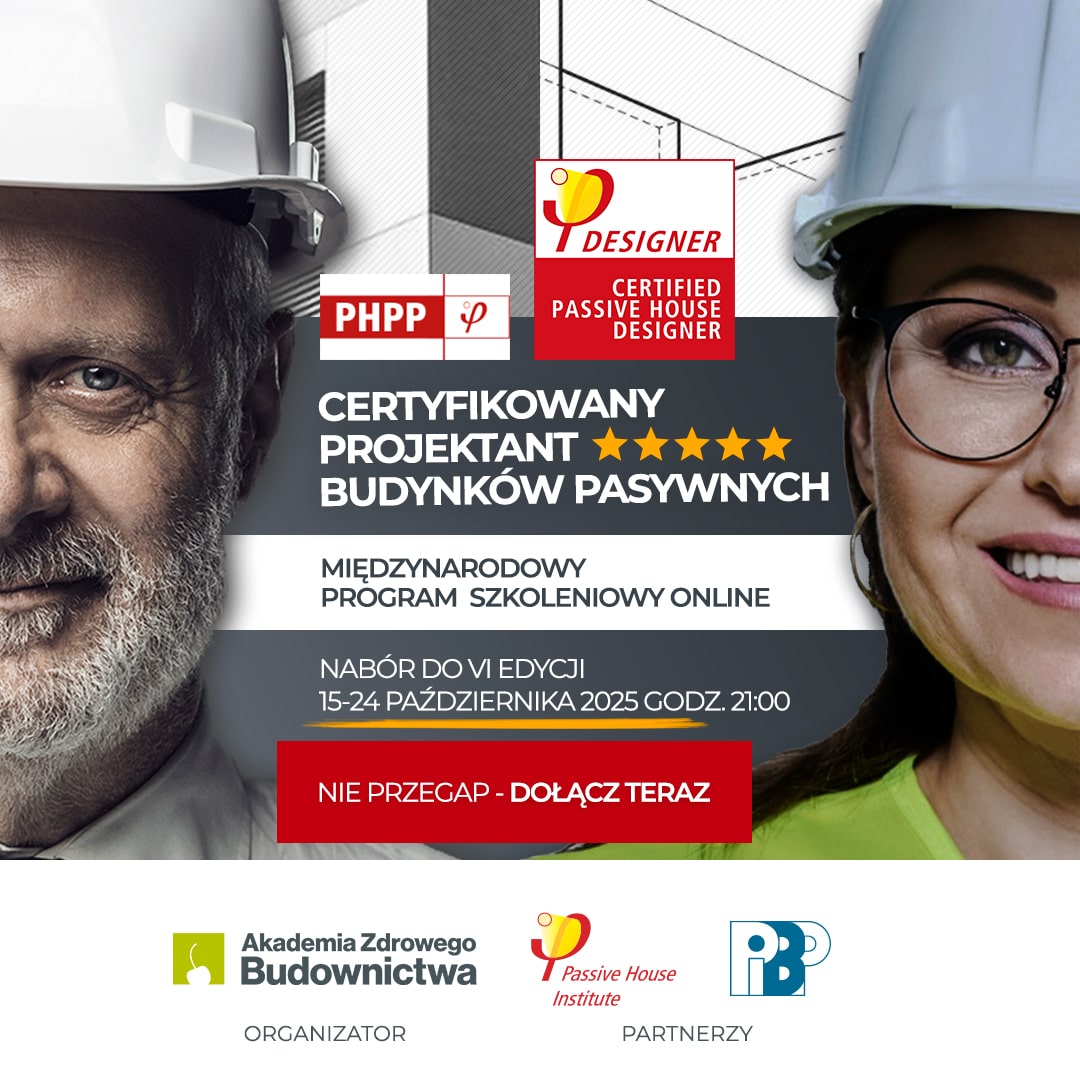 DESIGNER
CERTIFIED
PASSIVE HOUSE
DESIGNER
PHPP
CERTYFIKOWANY
PROJEKTANT
BUDYNKÓW PASYWNYCH
MIĘDZYNARODOWY
PROGRAM SZKOLENIOWY ONLINE
NABÓR DO VI EDYCJI
15-24 PAŹDZIERNIKA 2025 GODZ. 21:00
NIE PRZEGAP - DOŁĄCZ TERAZ
Akademia Zdrowego
Budownictwa
Passive House
Institute
PIBP
ORGANIZATOR
PARTNERZY